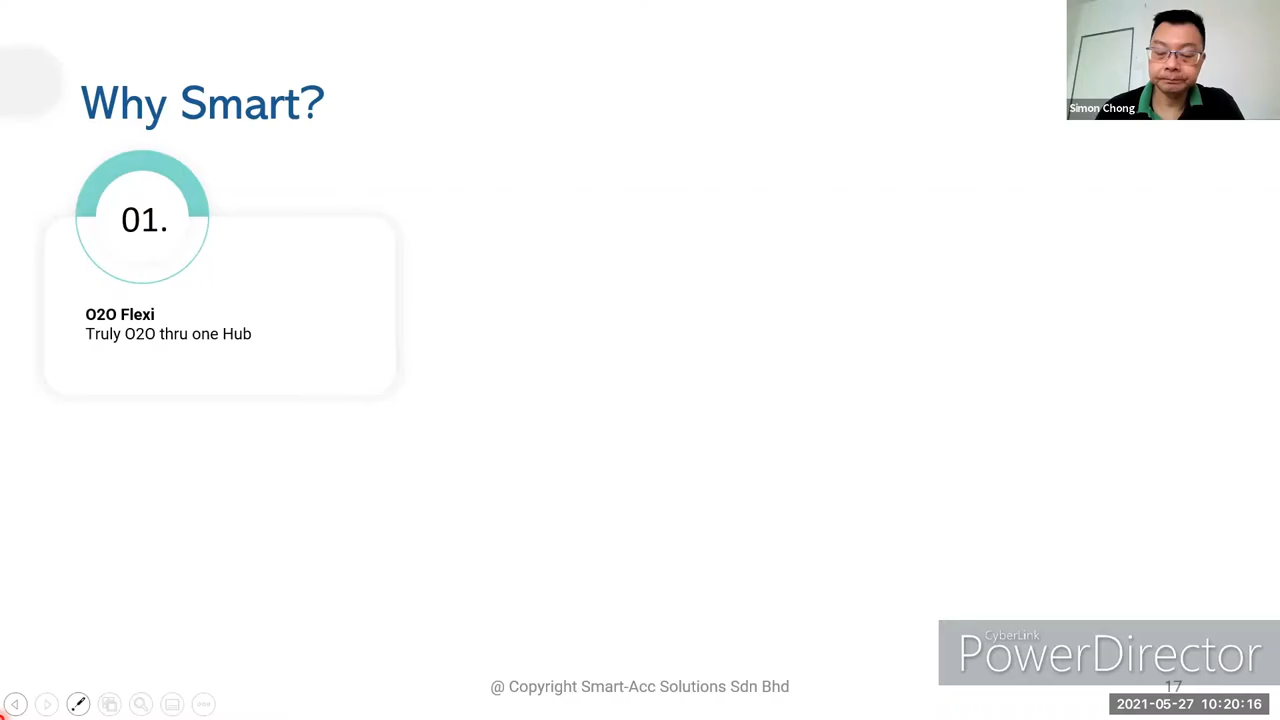 Why Smart?
Simon Chong
01.
O2O Flexi
Truly O2O thru one Hub
CyberLink
PowerDirector
@ Copyright Smart-Acc Solutions Sdn Bhd
17
2021-05-27 10:20:16